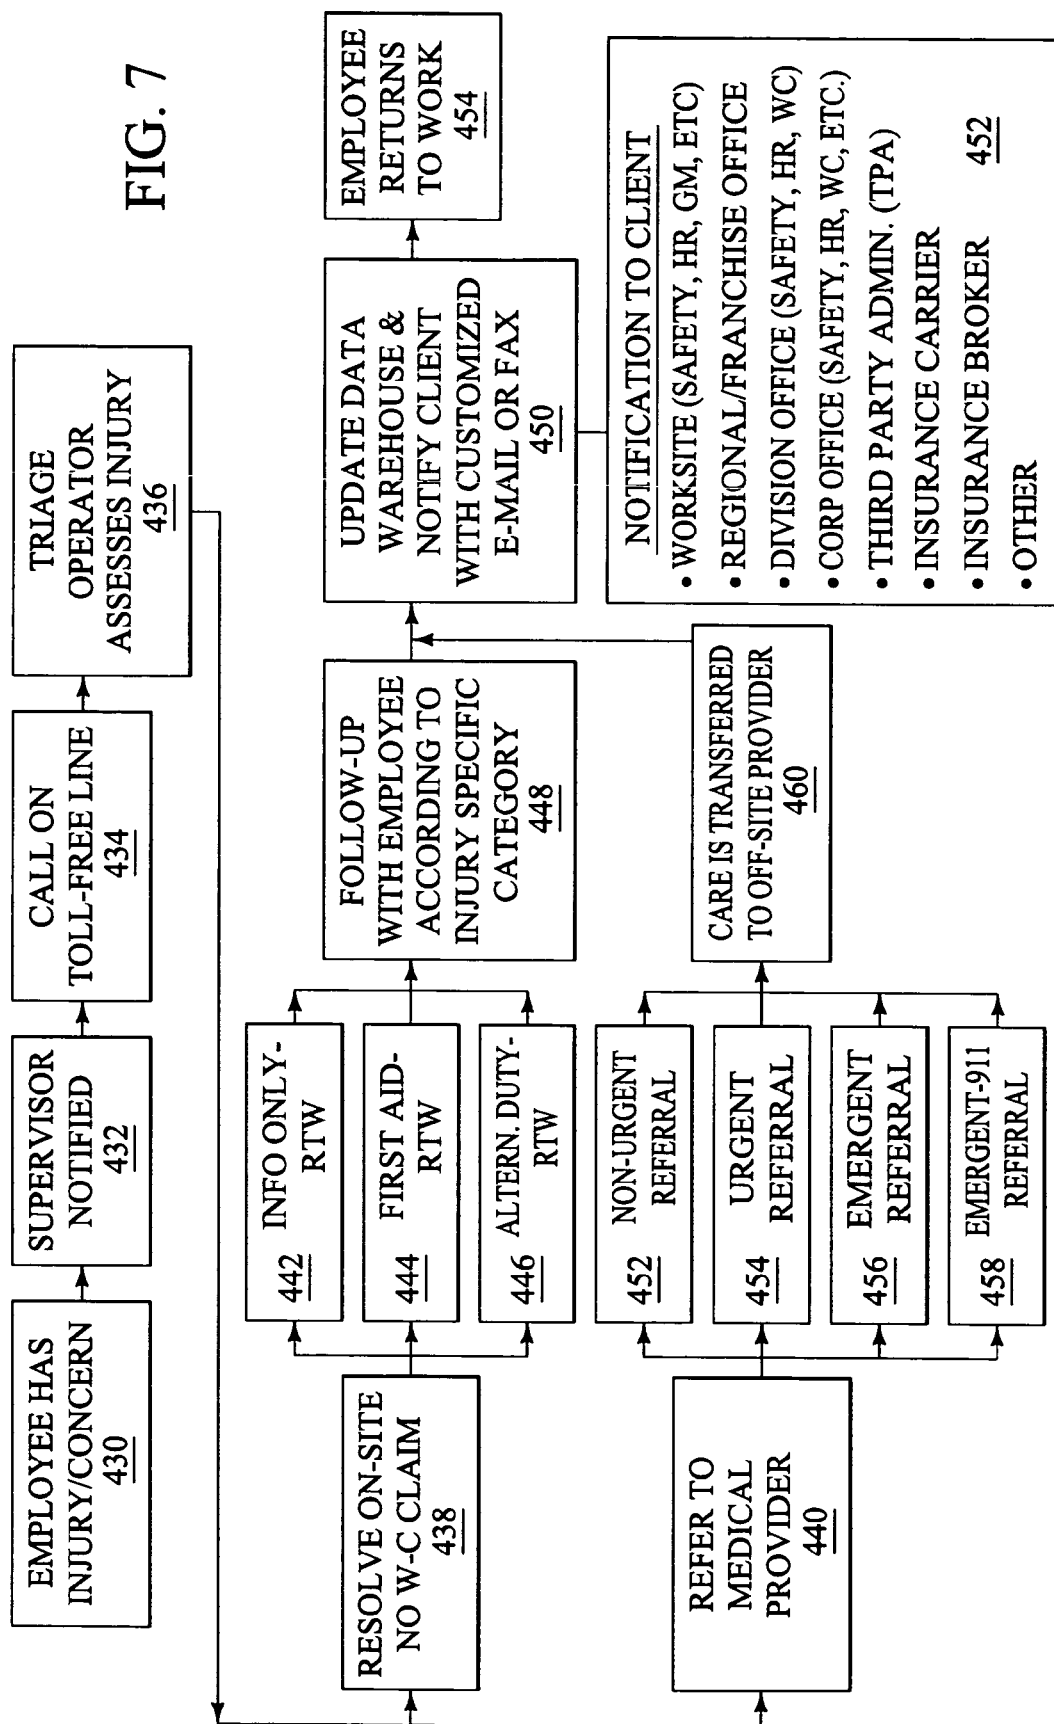 FIG. 7
EMPLOYEE HAS
INJURY/CONCERN
430
SUPERVISOR
NOTIFIED
432
CALL ON
TOLL-FREE LINE
434
TRIAGE
OPERATOR
ASSESSES INJURY
436
RESOLVE ON-SITE
NO W-C CLAIM
438
INFO ONLY-
RTW
442
FIRST AID-
RTW
444
ALTERN. DUTY-
RTW
446
FOLLOW-UP
WITH EMPLOYEE
ACCORDING TO
INJURY SPECIFIC
CATEGORY
448
UPDATE DATA
WAREHOUSE &
NOTIFY CLIENT
WITH CUSTOMIZED
E-MAIL OR FAX
450
EMPLOYEE
RETURNS
TO WORK
454
REFER TO
MEDICAL
PROVIDER
440
NON-URGENT
REFERRAL
452
URGENT
REFERRAL
454
EMERGENT
REFERRAL
456
EMERGENT-911
REFERRAL
458
CARE IS TRANSFERRED
TO OFF-SITE PROVIDER
460
NOTIFICATION TO CLIENT
• WORKSITE (SAFETY, HR, GM, ETC)
• REGIONAL/FRANCHISE OFFICE
• DIVISION OFFICE (SAFETY, HR, WC)
• CORP OFFICE (SAFETY, HR, WC, ETC.)
• THIRD PARTY ADMIN. (TPA)
• INSURANCE CARRIER
• INSURANCE BROKER
• OTHER
452